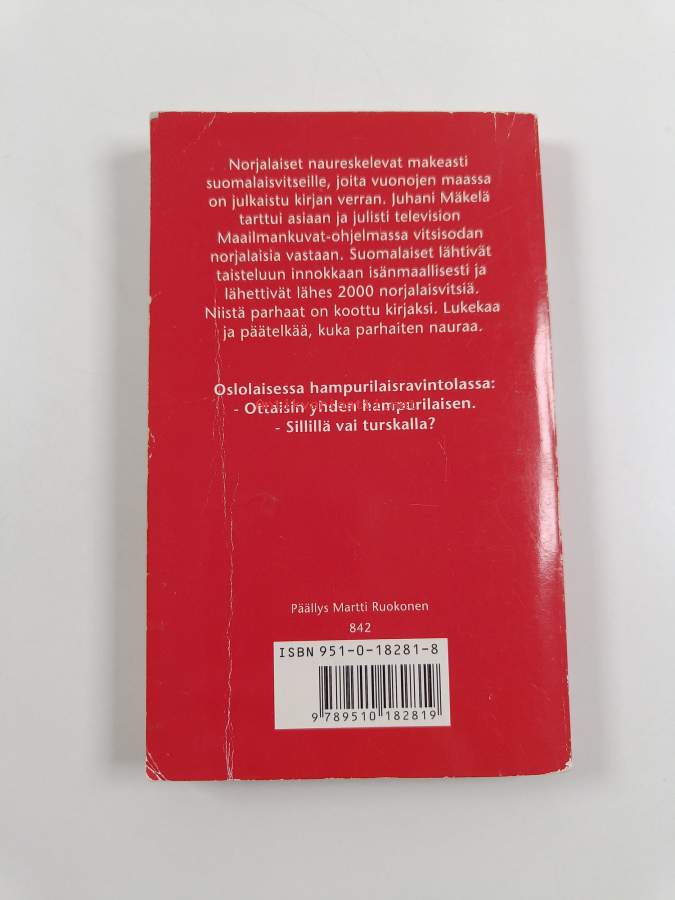 Norjalaiset naureskelevat makeasti
suomalaisvitseille, joita vuonojen maassa
on julkaistu kirjan verran. Juhani Mäkelä
tarttui asiaan ja julisti television
Maailmankuvat-ohjelmassa vitsisodan
norjalaisia vastaan. Suomalaiset lähtivät
taisteluun innokkaan isänmaallisesti ja
lähettivät lähes 2000 norjalaisvitsiä.
Niistä parhaat on koottu kirjaksi. Lukekaa
ja päätelkää, kuka parhaiten nauraa.
Oslolaisessa hampurilaisravintolassa:
- Ottaisin yhden hampurilaisen.
- Sillillä vai turskalla?
Päällys Martti Ruokonen
842
ISBN 951-0-18281-8
9 789510 182819